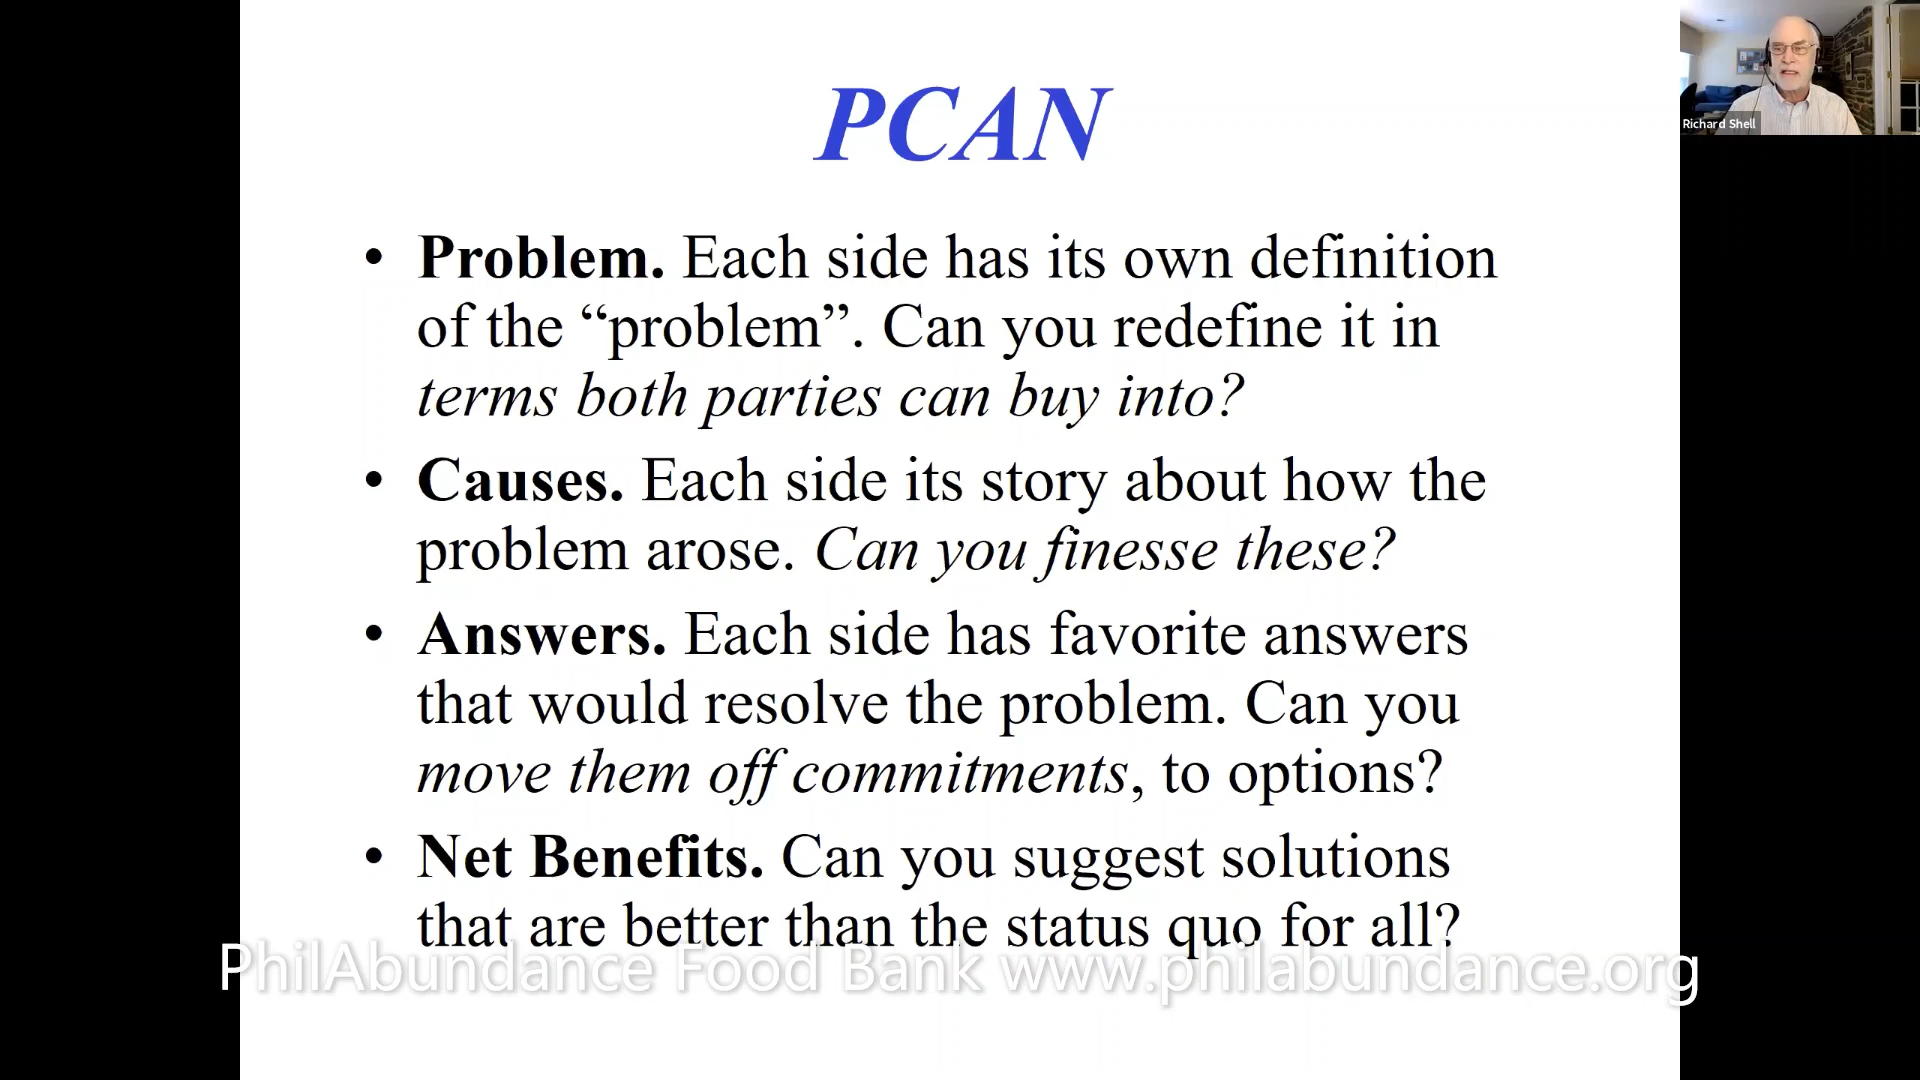 PCAN
Richard Shell
• Problem. Each side has its own definition
of the “problem”. Can you redefine it in
terms both parties can buy into?
• Causes. Each side its story about how the
problem arose. Can you finesse these?
• Answers. Each side has favorite answers
that would resolve the problem. Can you
move them off commitments, to options?
• Net Benefits. Can you suggest solutions
that are better than the status quo for all?
PhilAbundance Food Bank www.philabundance.org